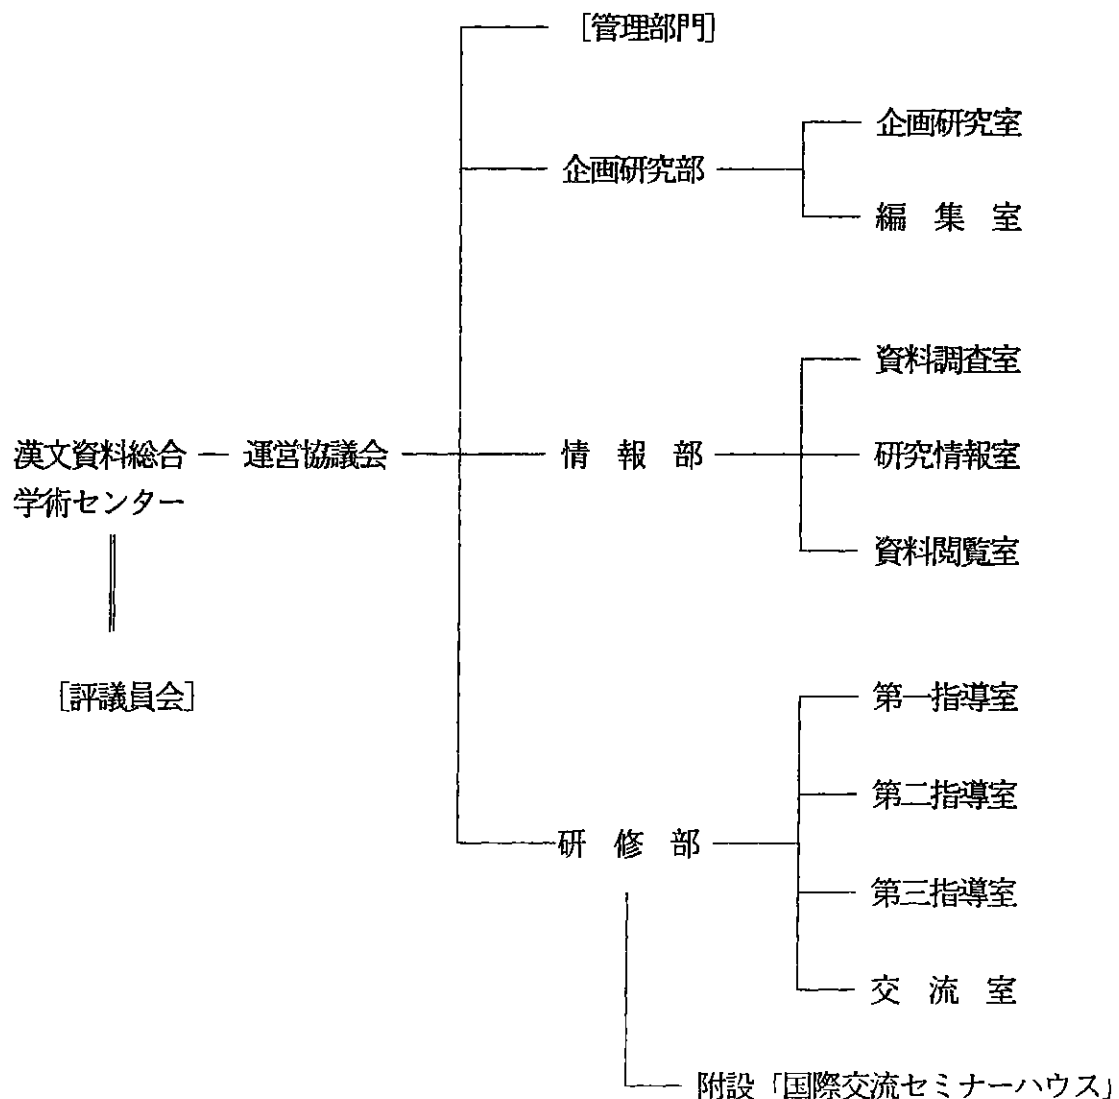 [管理部門]
企画研究室
企画研究部
編集室
資料調査室
漢文資料総合
学術センター
運営協議会
情報部
研究情報室
資料閲覧室
[評議員会]
第一指導室
第二指導室
研修部
第三指導室
交流室
附設「国際交流セミナーハウス」